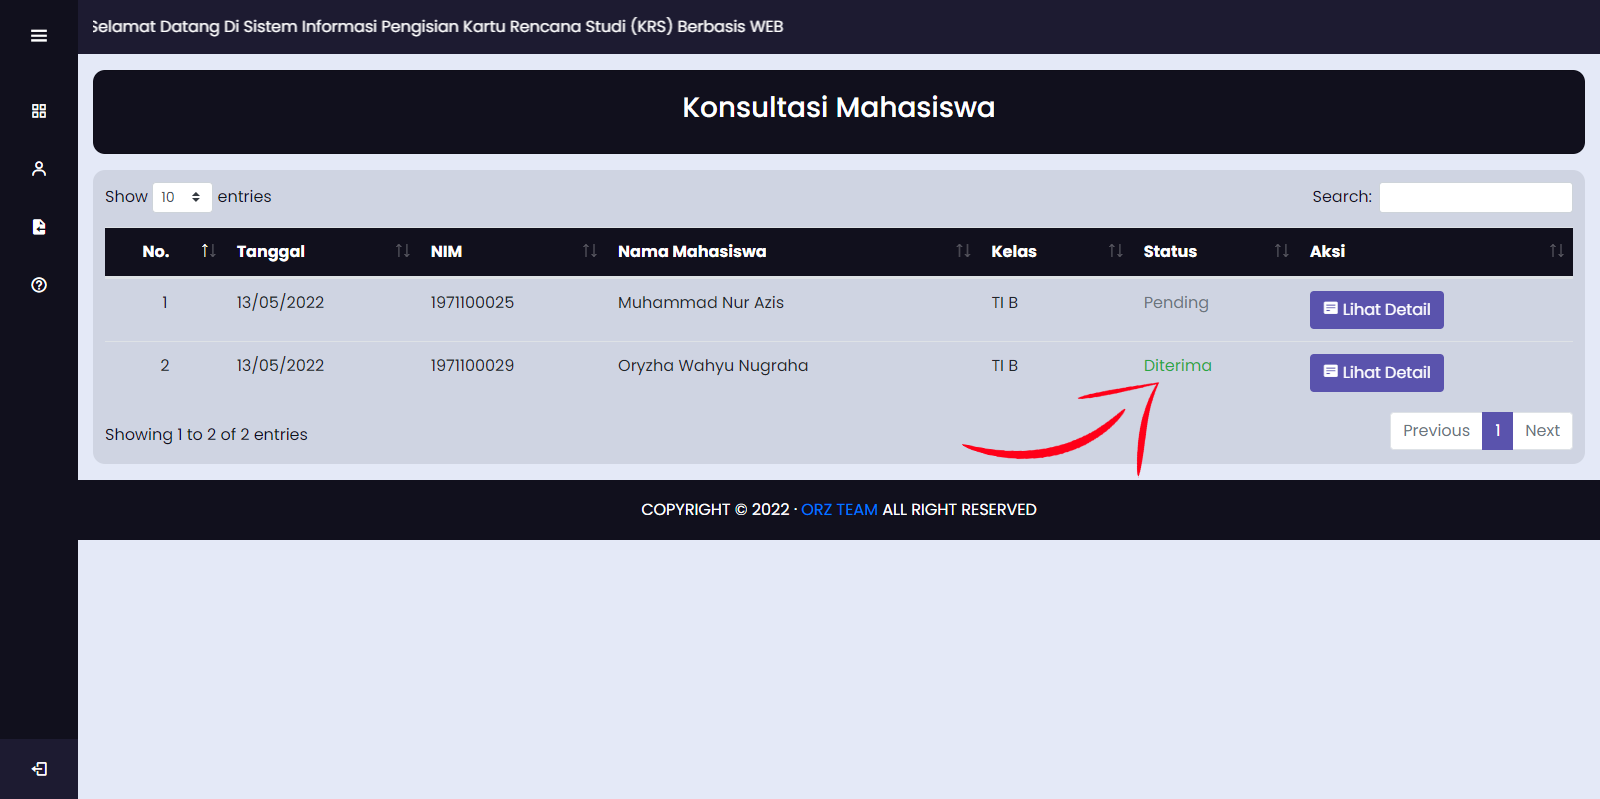 Selamat Datang Di Sistem Informasi Pengisian Kartu Rencana Studi (KRS) Berbasis WEB
Konsultasi Mahasiswa
Show 10 entries Search:
No. Tanggal NIM Nama Mahasiswa Kelas Status Aksi
1 13/05/2022 1971100025 Muhammad Nur Azis TI B Pending Lihat Detail
2 13/05/2022 1971100029 Oryzha Wahyu Nugraha TI B Diterima Lihat Detail
Showing 1 to 2 of 2 entries Previous 1 Next
COPYRIGHT © 2022 · ORZ TEAM ALL RIGHT RESERVED